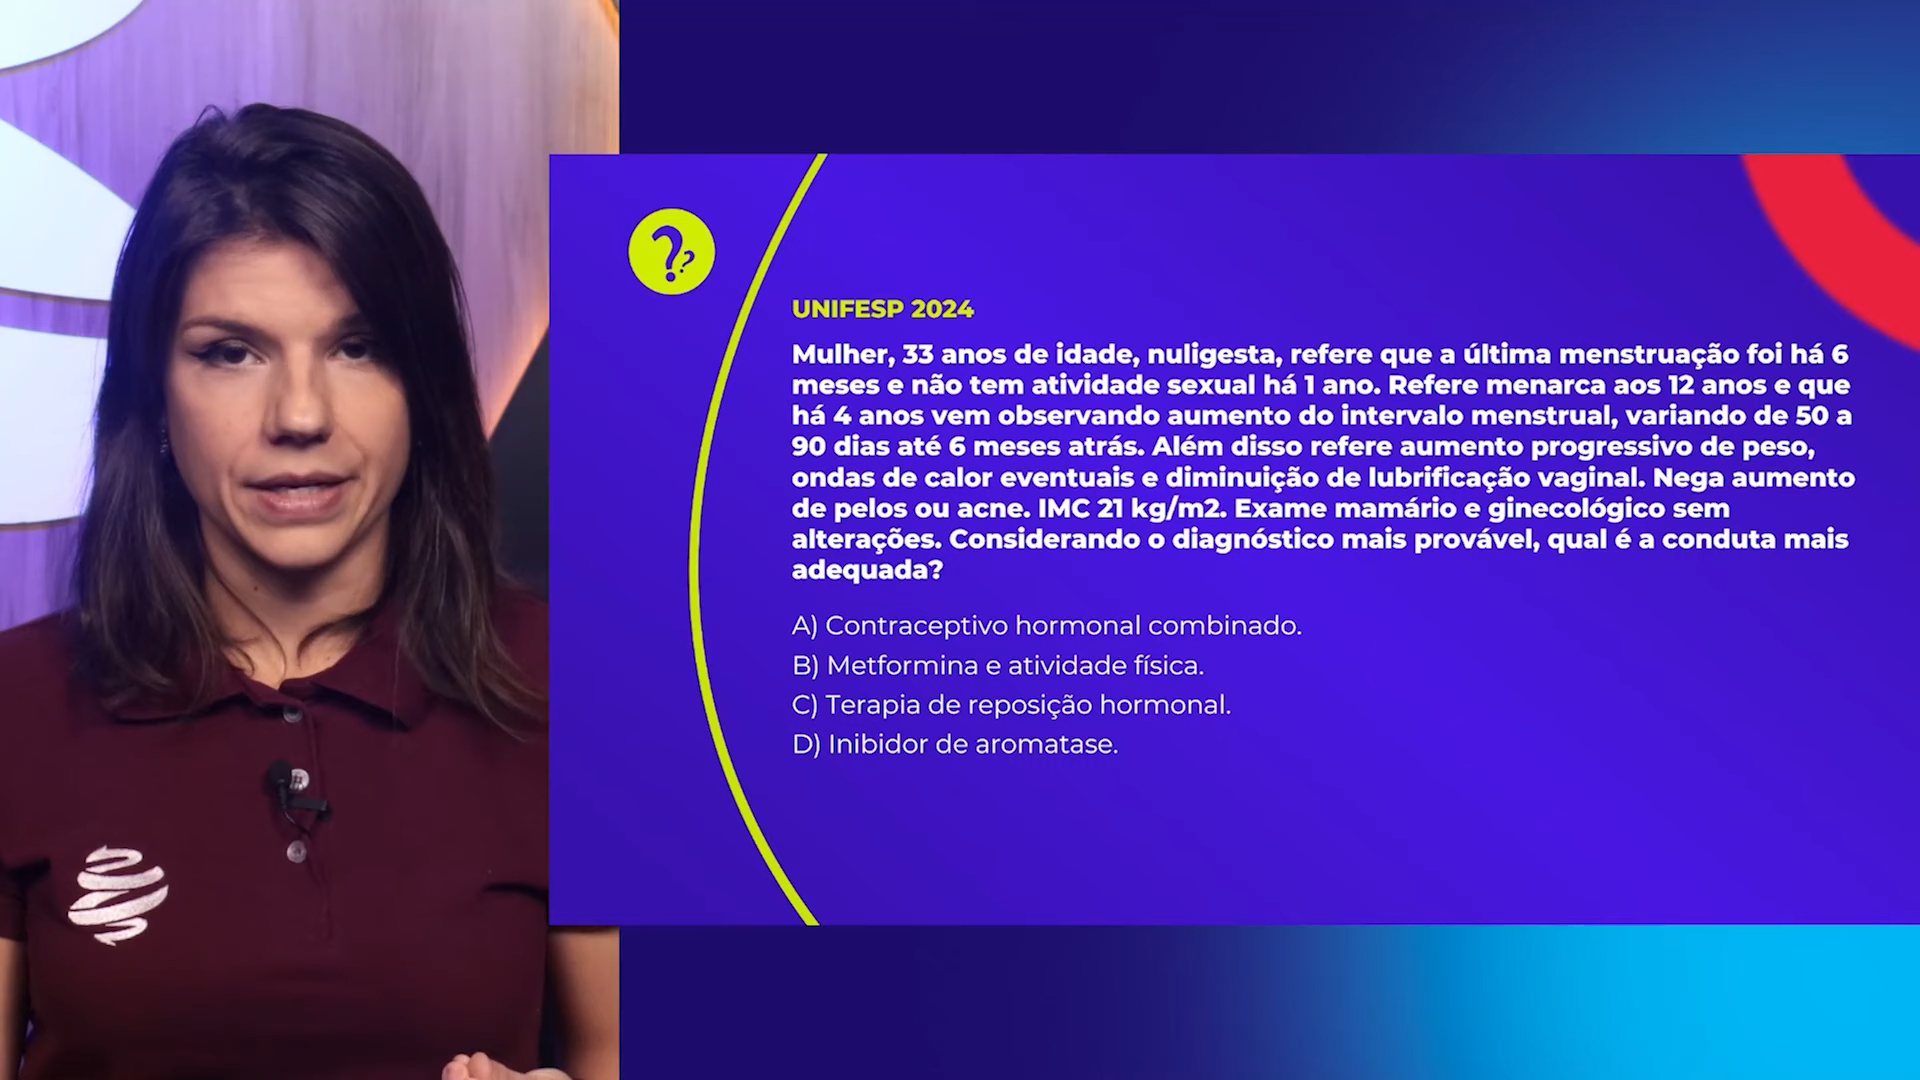 UNIFESP 2024
Mulher, 33 anos de idade, nuligesta, refere que a última menstruação foi há 6
meses e não tem atividade sexual há 1 ano. Refere menarca aos 12 anos e que
há 4 anos vem observando aumento do intervalo menstrual, variando de 50 a
90 dias até 6 meses atrás. Além disso refere aumento progressivo de peso,
ondas de calor eventuais e diminuição de lubrificação vaginal. Nega aumento
de pelos ou acne. IMC 21 kg/m2. Exame mamário e ginecológico sem
alterações. Considerando o diagnóstico mais provável, qual é a conduta mais
adequada?
A) Contraceptivo hormonal combinado.
B) Metformina e atividade física.
C) Terapia de reposição hormonal.
D) Inibidor de aromatase.